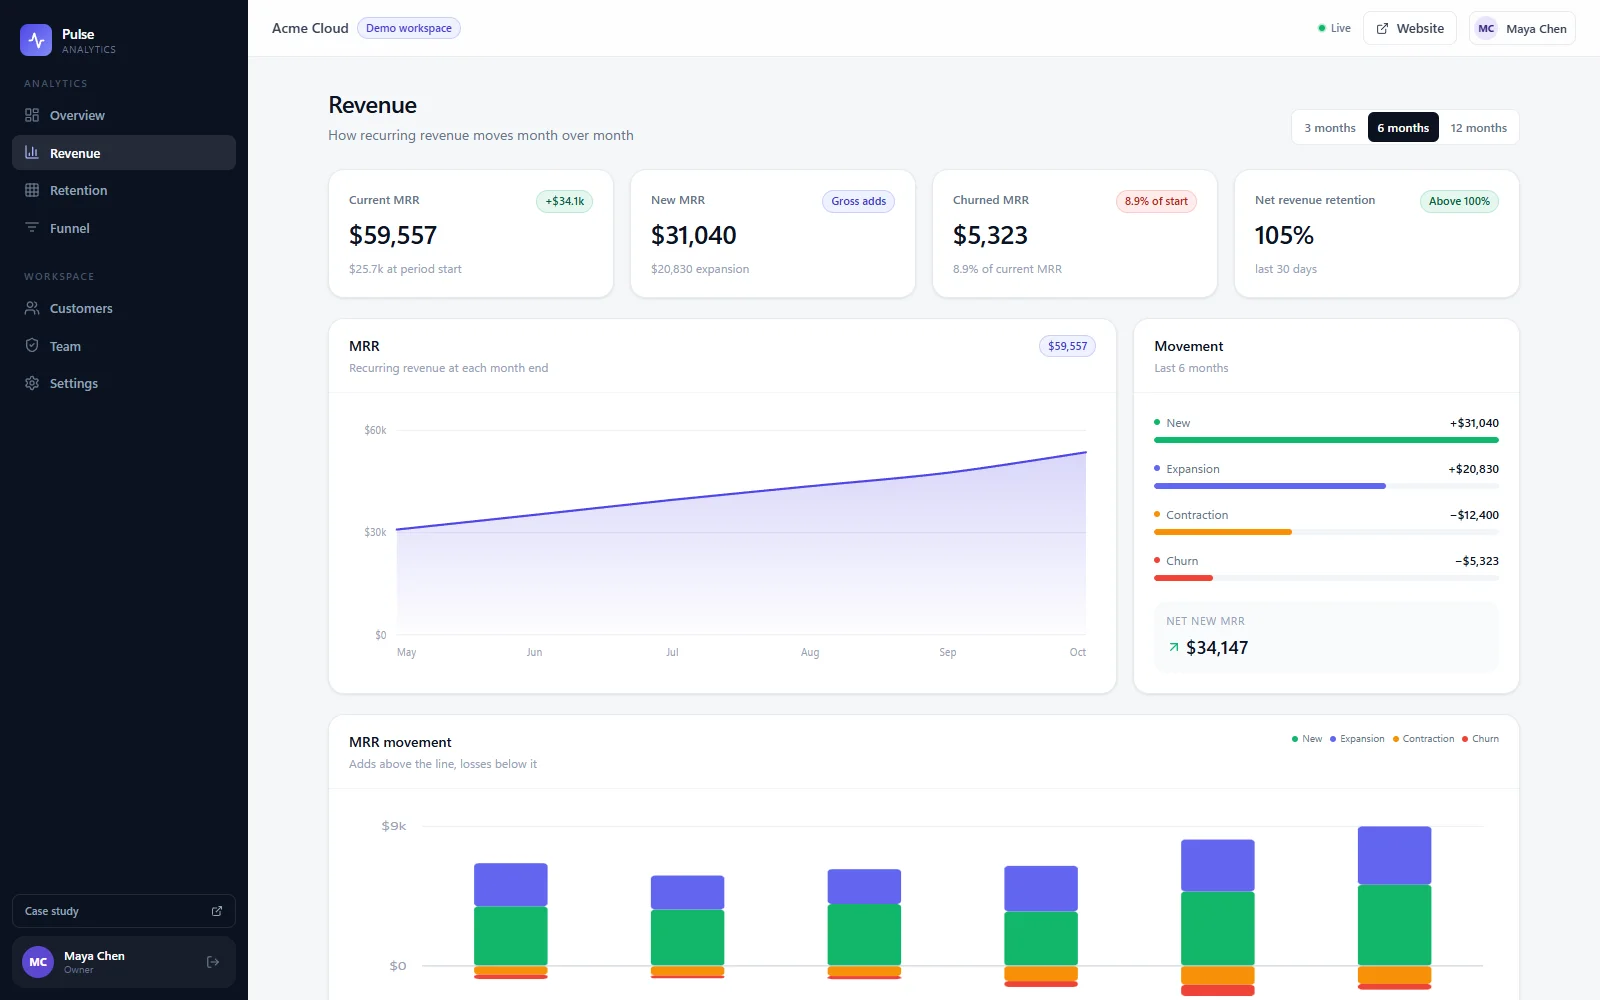 Pulse
ANALYTICS
ANALYTICS
Overview
Revenue
Retention
Funnel
WORKSPACE
Customers
Team
Settings
Case study
MC
Maya Chen
Owner
Acme Cloud
Demo workspace
Live
Website
MC
Maya Chen
Revenue
How recurring revenue moves month over month
3 months
6 months
12 months
Current MRR
+$34.1k
$59,557
$25.7k at period start
New MRR
Gross adds
$31,040
$20,830 expansion
Churned MRR
8.9% of start
$5,323
8.9% of current MRR
Net revenue retention
Above 100%
105%
last 30 days
MRR
$59,557
Recurring revenue at each month end
$60k
$30k
$0
May
Jun
Jul
Aug
Sep
Oct
Movement
Last 6 months
New
+$31,040
Expansion
+$20,830
Contraction
−$12,400
Churn
−$5,323
NET NEW MRR
$34,147
MRR movement
Adds above the line, losses below it
New
Expansion
Contraction
Churn
$9k
$0